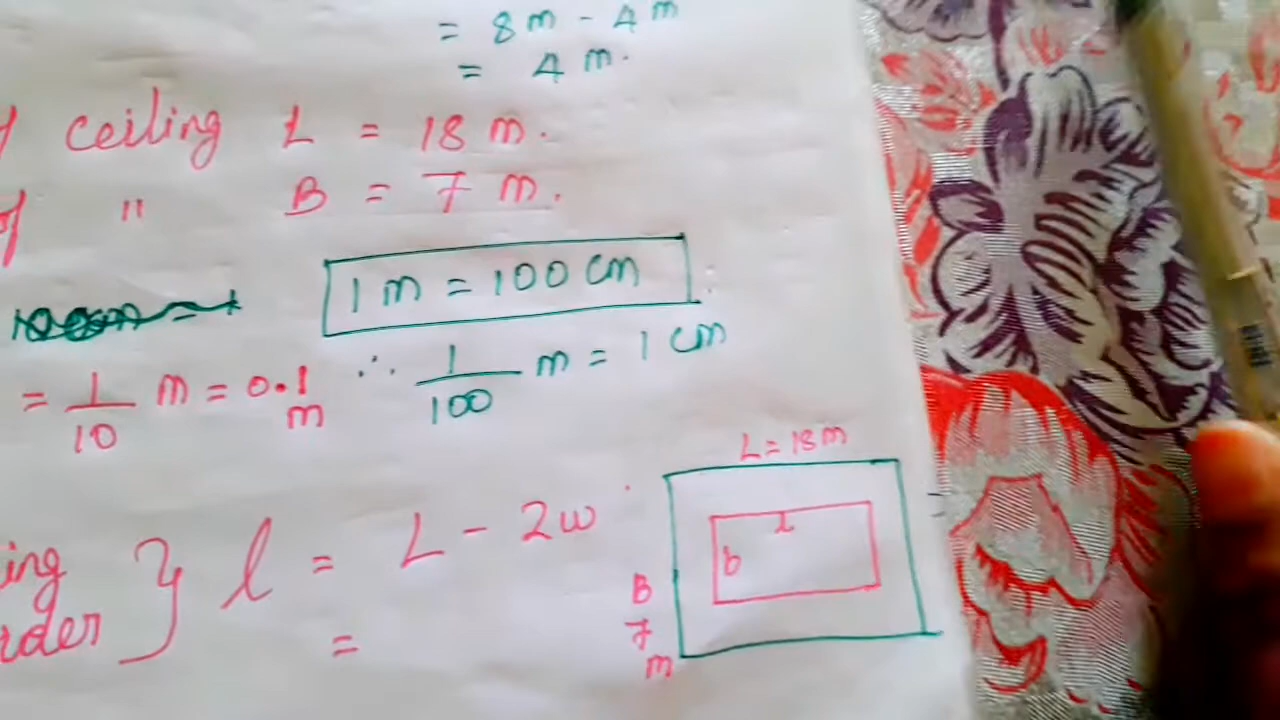 = 8 m - 4 m
= 4 m.
ceiling L = 18 m.
of " B = 7 m.
1 m = 100 cm
= 1/10 m = 0.1 m
∴ 1/100 m = 1 cm
L = 18 m
l
b
B
7
m
ing
rder } l = L - 2w
=